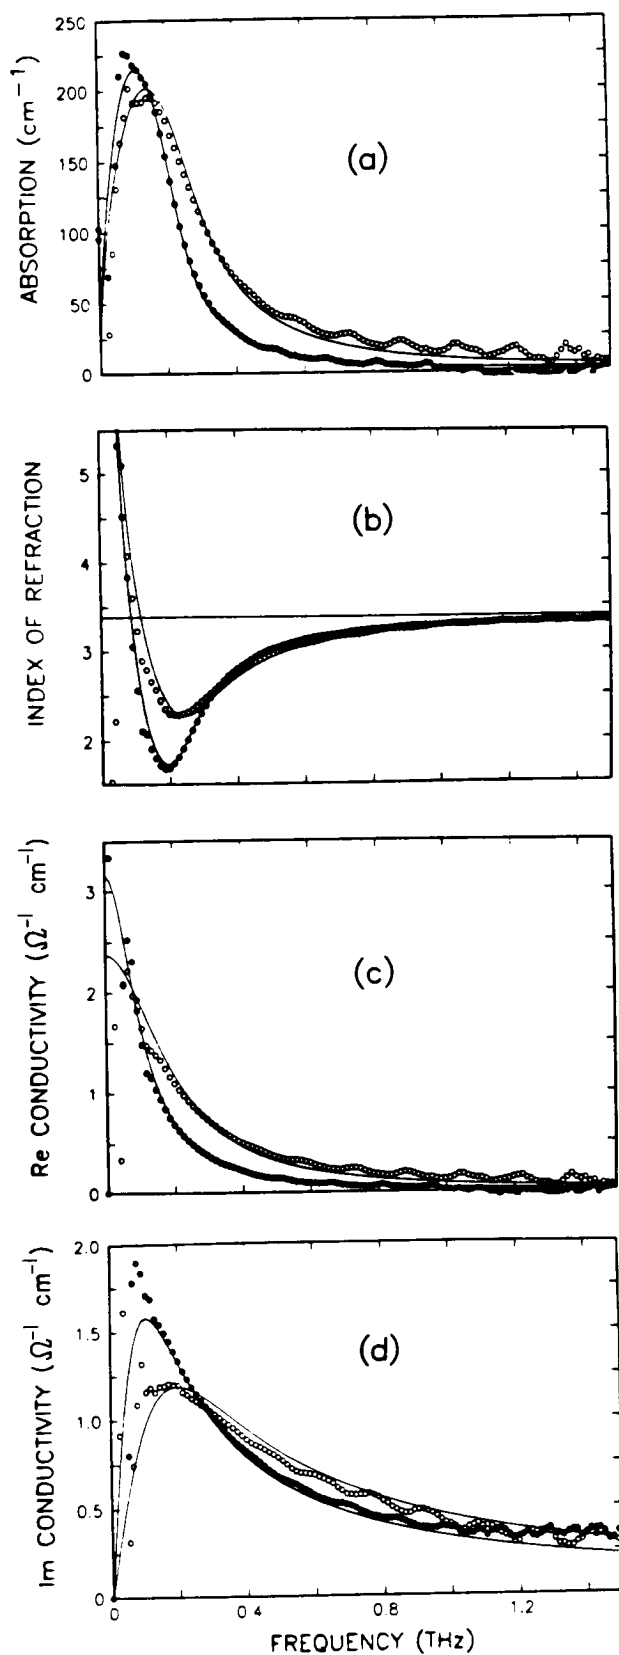 250
200
150
100
50
0
ABSORPTION (cm⁻¹)
(a)
5
4
3
2
INDEX OF REFRACTION
(b)
3
2
1
0
Re CONDUCTIVITY (Ω⁻¹ cm⁻¹)
(c)
2.0
1.5
1.0
0.5
0
Im CONDUCTIVITY (Ω⁻¹ cm⁻¹)
(d)
0 0.4 0.8 1.2
FREQUENCY (THz)